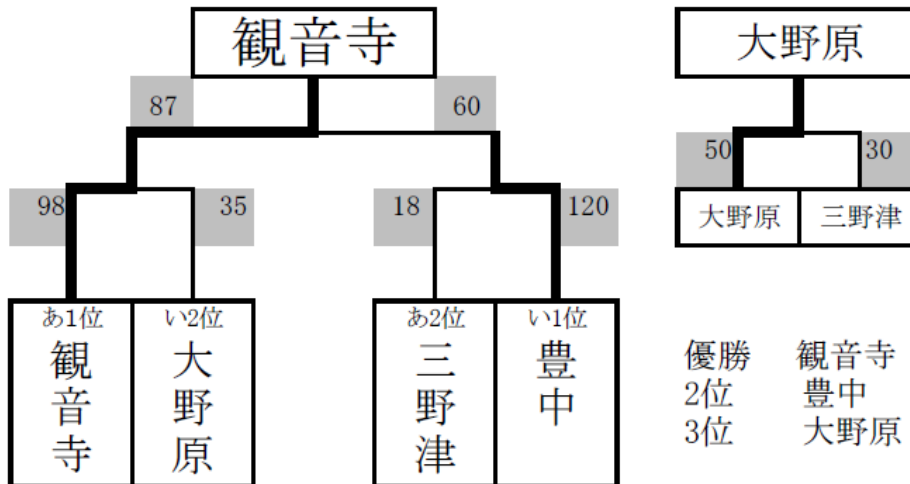 観音寺
大野原
87
60
50
30
98
35
18
120
大野原
三野津
あ1位
い2位
あ2位
い1位
観音寺
大野原
三野津
豊中
優勝 観音寺
2位 豊中
3位 大野原